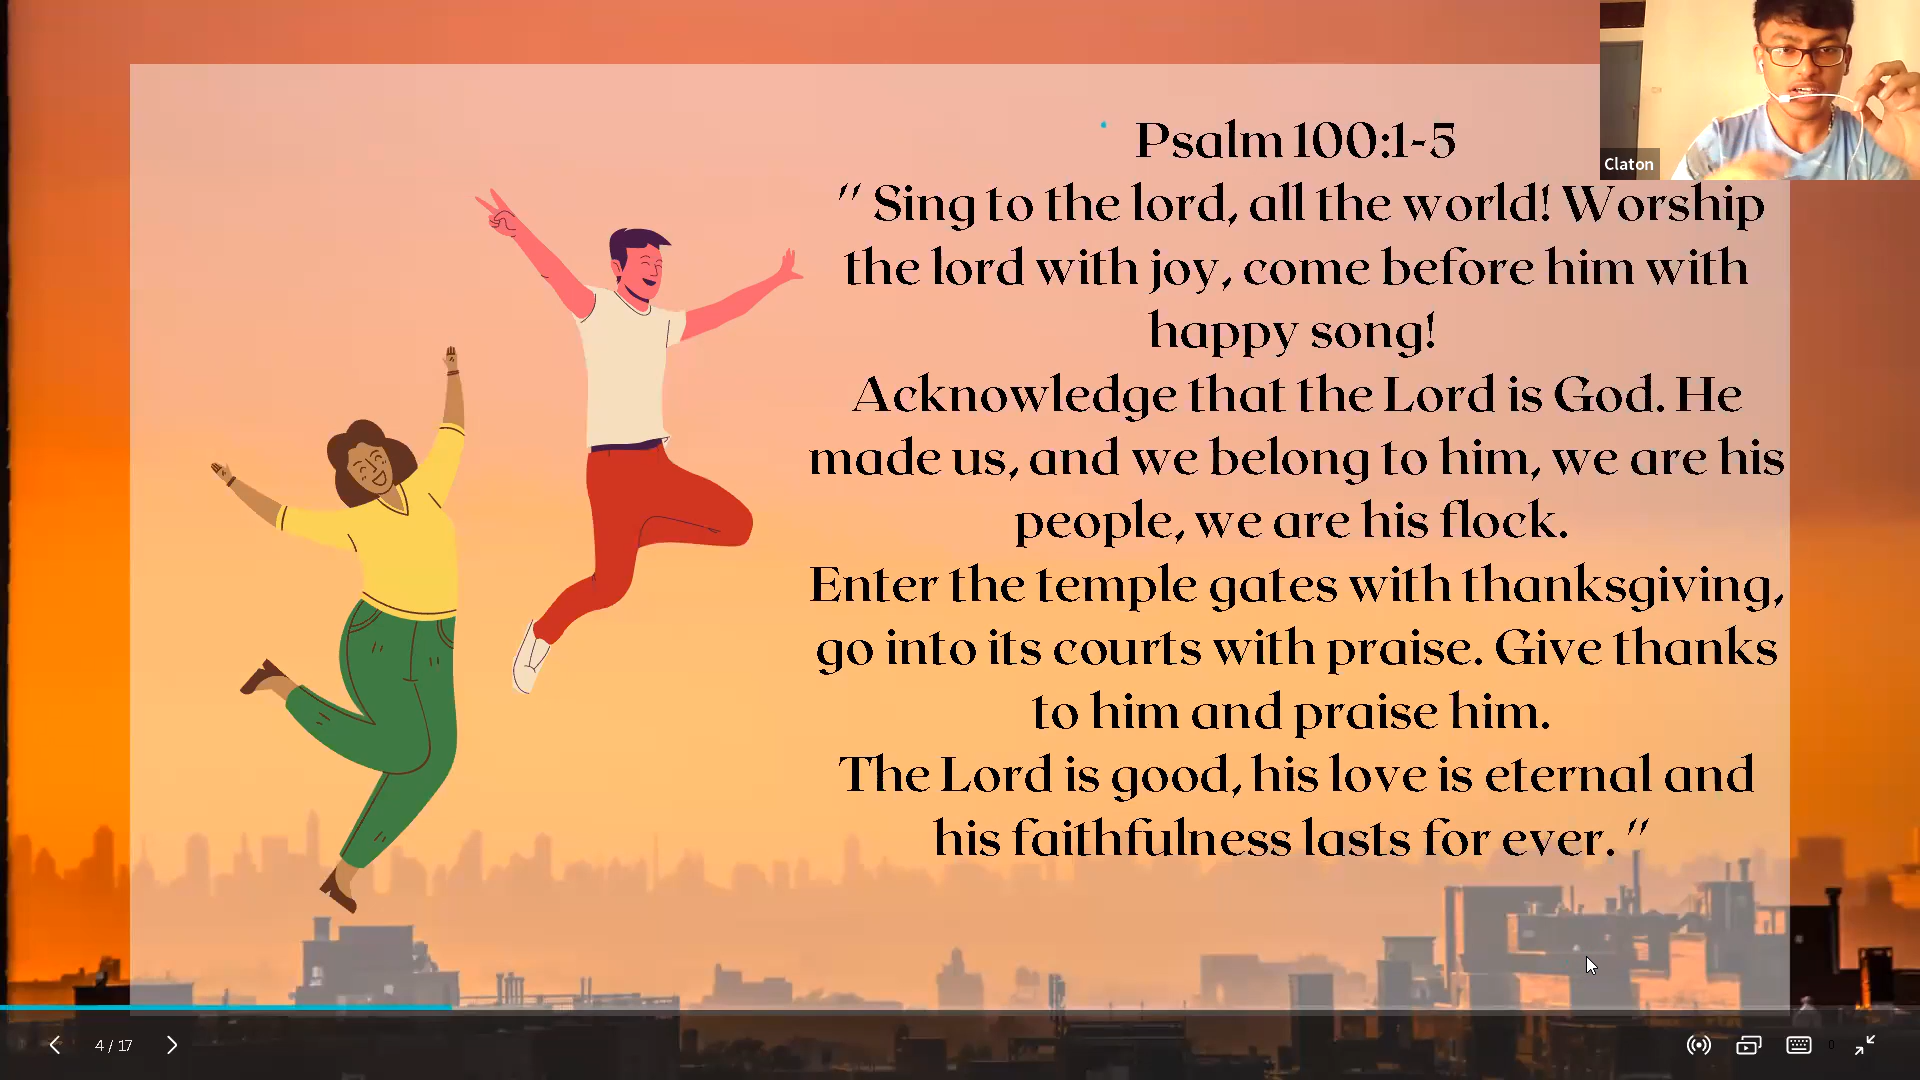 Psalm 100:1-5
" Sing to the lord, all the world! Worship
the lord with joy, come before him with
happy song!
Acknowledge that the Lord is God. He
made us, and we belong to him, we are his
people, we are his flock.
Enter the temple gates with thanksgiving,
go into its courts with praise. Give thanks
to him and praise him.
The Lord is good, his love is eternal and
his faithfulness lasts for ever. "
Claton
4 / 17
0